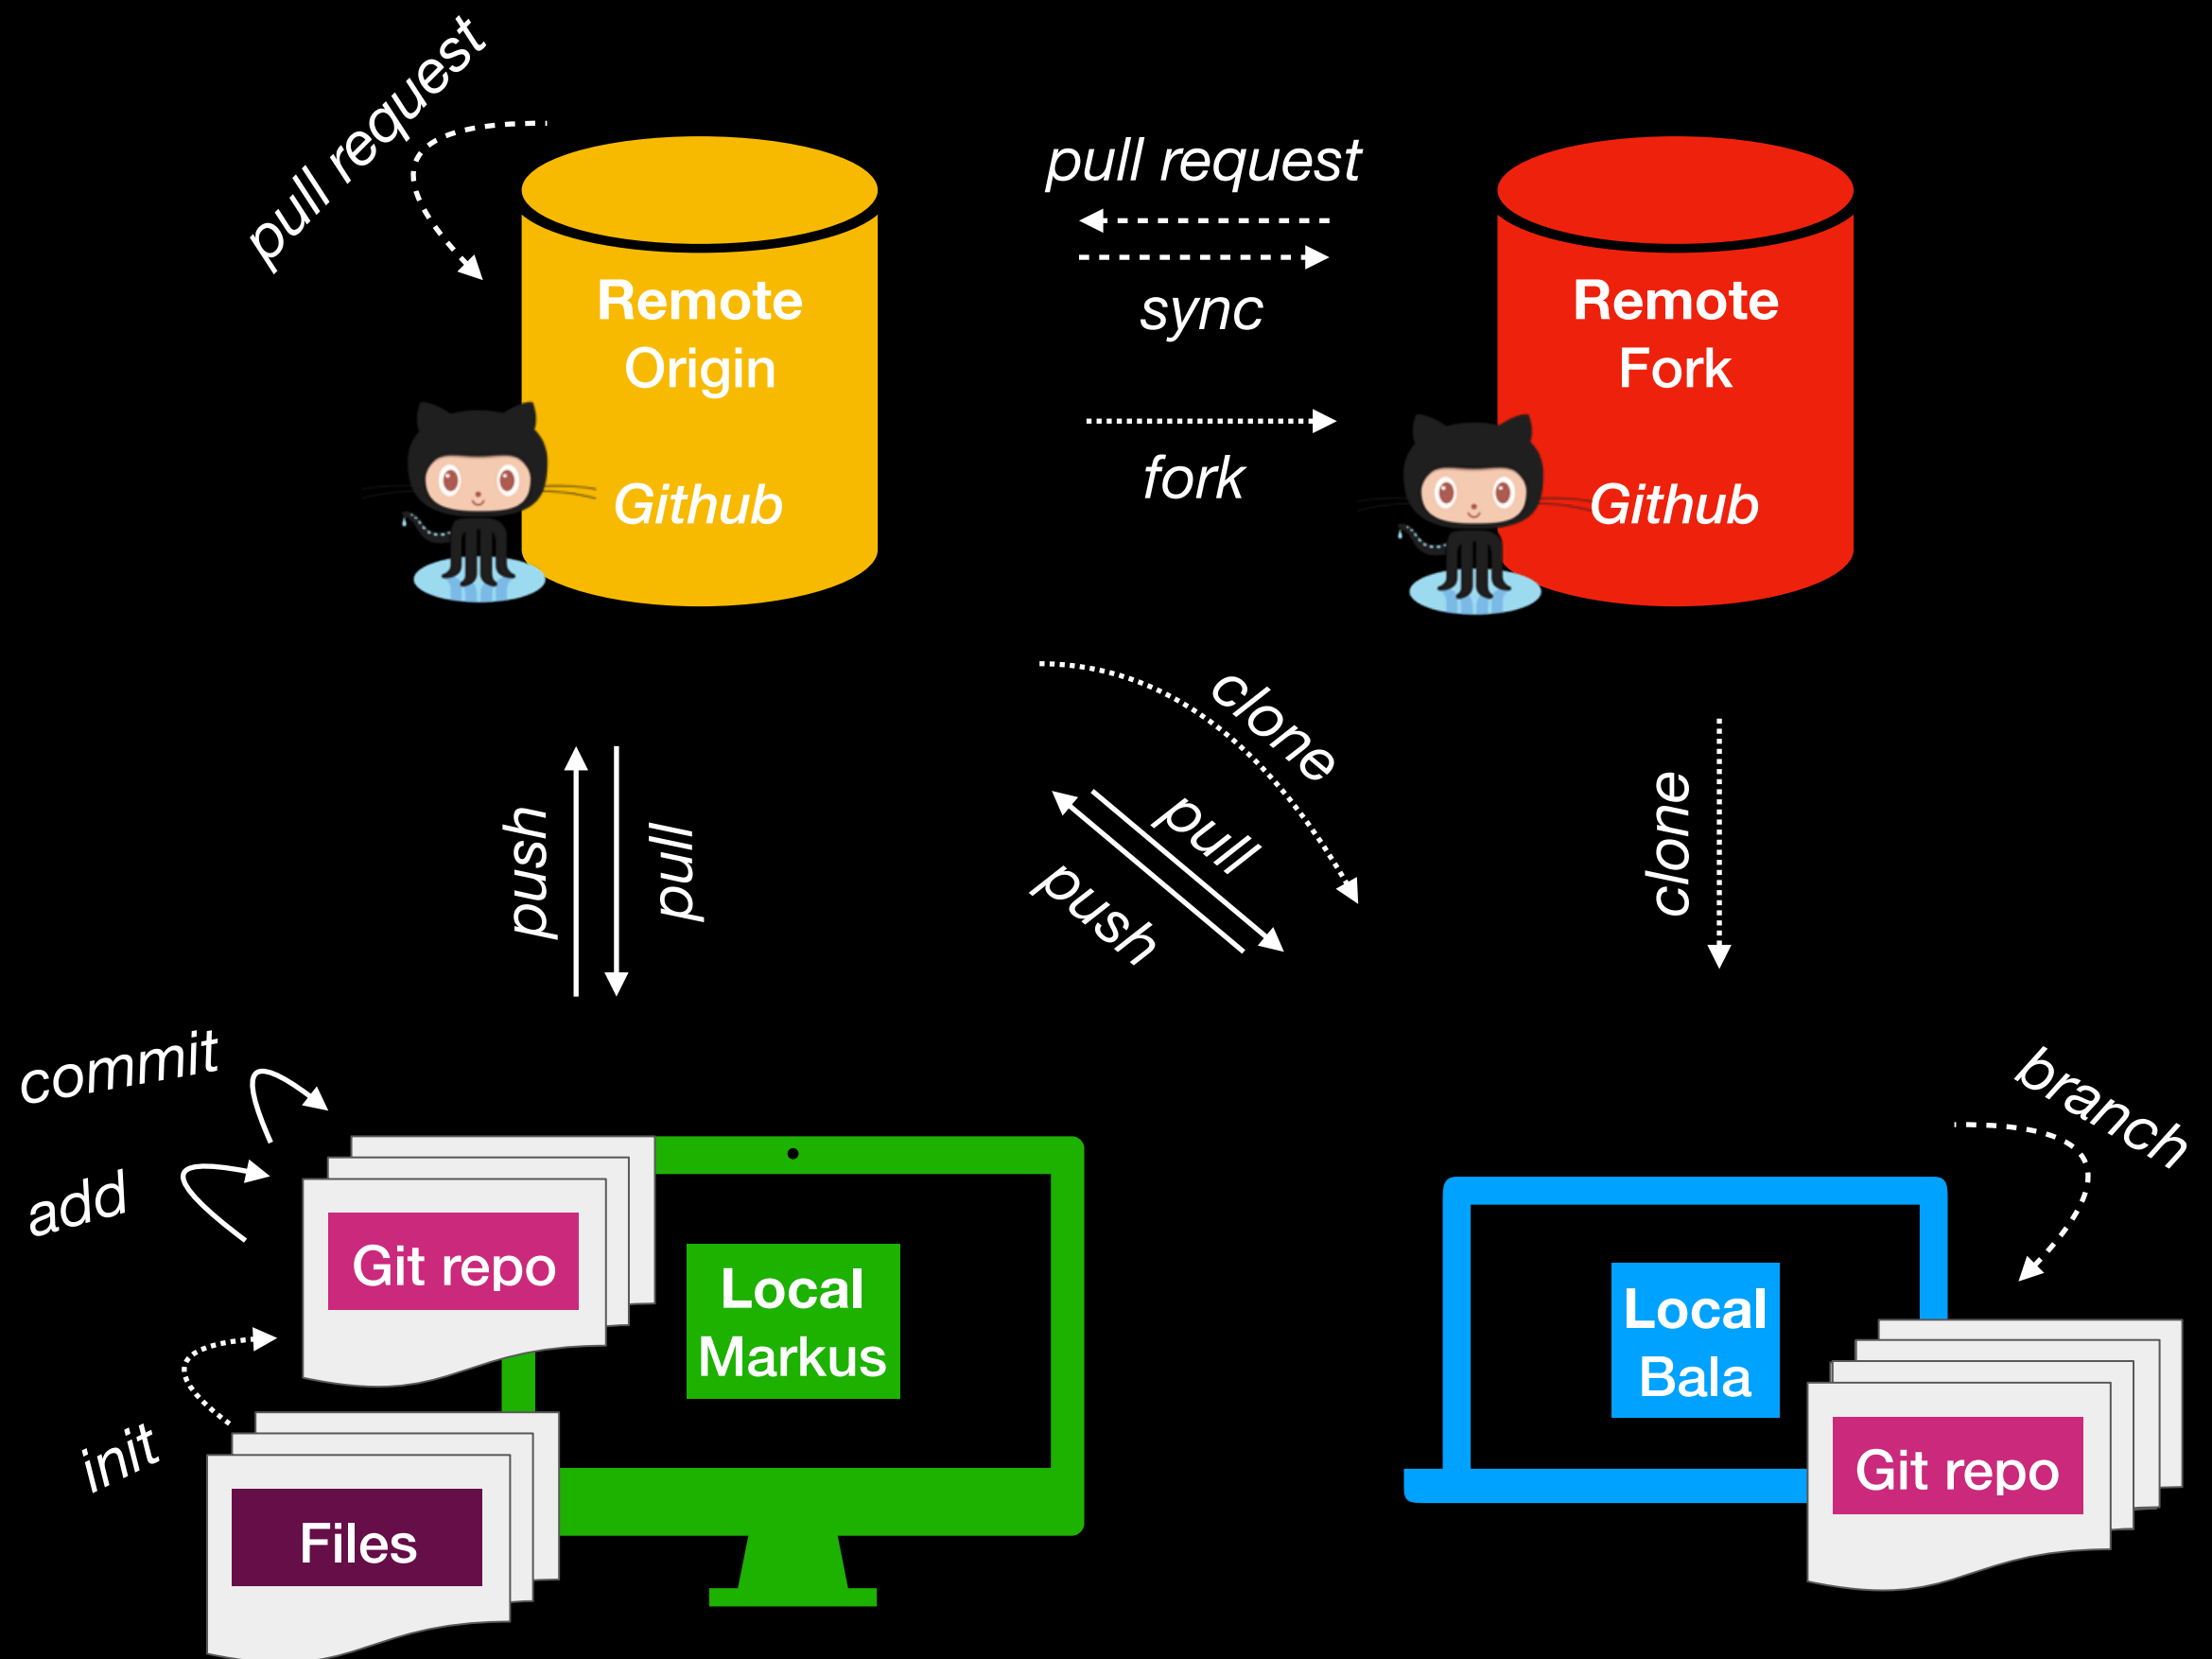 pull request
pull request
sync
fork
Remote
Origin
Github
Remote
Fork
Github
clone
pull
push
clone
push
pull
commit
add
init
Git repo
Files
Local
Markus
branch
Local
Bala
Git repo